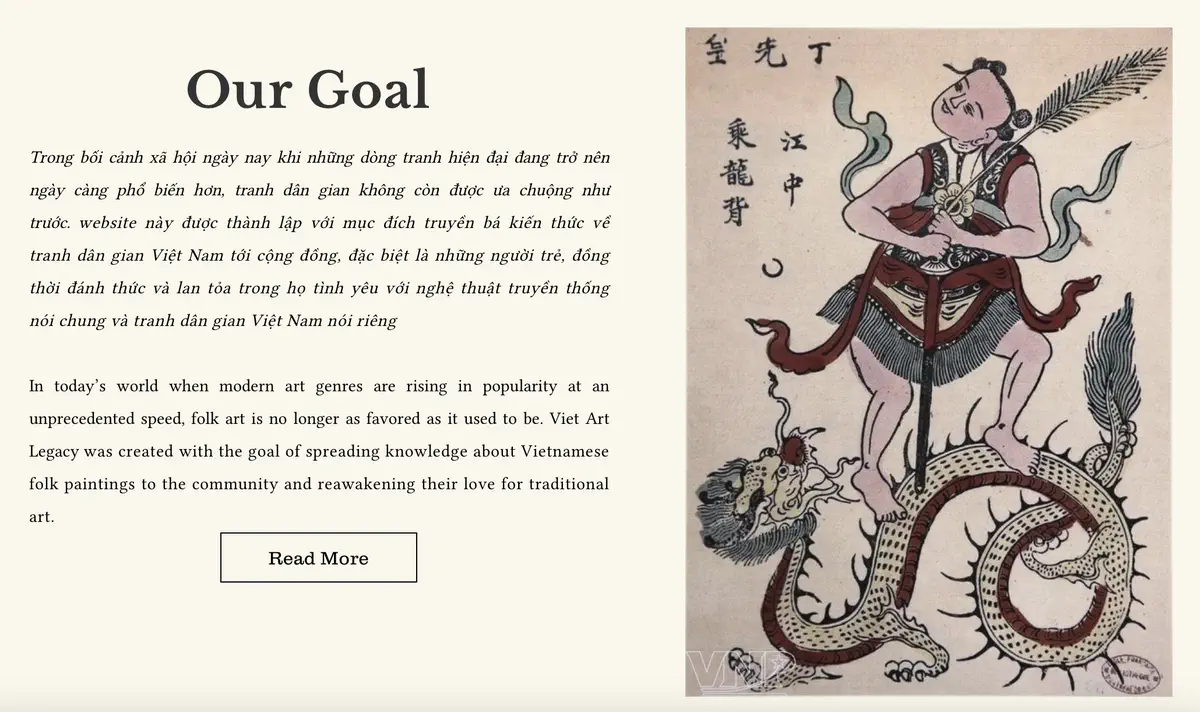 Our Goal
Trong bối cảnh xã hội ngày nay khi những dòng tranh hiện đại đang trở nên
ngày càng phổ biến hơn, tranh dân gian không còn được ưa chuộng như
trước. website này được thành lập với mục đích truyền bá kiến thức về
tranh dân gian Việt Nam tới cộng đồng, đặc biệt là những người trẻ, đồng
thời đánh thức và lan tỏa trong họ tình yêu với nghệ thuật truyền thống
nói chung và tranh dân gian Việt Nam nói riêng
In today's world when modern art genres are rising in popularity at an
unprecedented speed, folk art is no longer as favored as it used to be. Viet Art
Legacy was created with the goal of spreading knowledge about Vietnamese
folk paintings to the community and reawakening their love for traditional
art.
Read More
丁先皇
江中
乘龍背
VNP